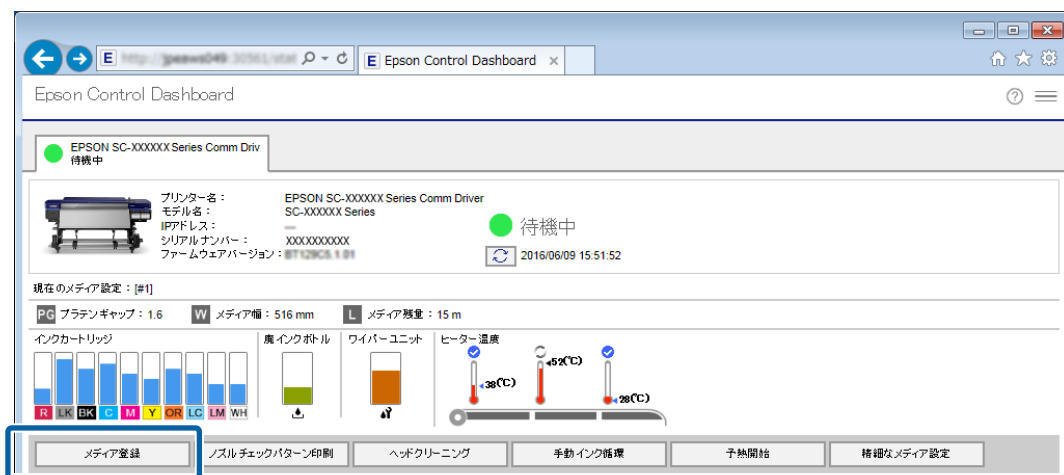 Epson Control Dashboard
Epson Control Dashboard
EPSON SC-XXXXXX Series Comm Driv
待機中
プリンター名： EPSON SC-XXXXXX Series Comm Driver
モデル名： SC-XXXXXX Series
IPアドレス： —
シリアルナンバー： XXXXXXXXXX
ファームウェアバージョン：
待機中
2016/06/09 15:51:52
現在のメディア設定：[#1]
PG プラテンギャップ：1.6 W メディア幅：516 mm L メディア残量：15 m
インクカートリッジ 廃インクボトル ワイパーユニット ヒーター温度
38(℃) 52(℃) 28(℃)
R LK BK C M Y OR LC LM WH
メディア登録 ノズルチェックパターン印刷 ヘッドクリーニング 手動インク循環 予熱開始 詳細なメディア設定